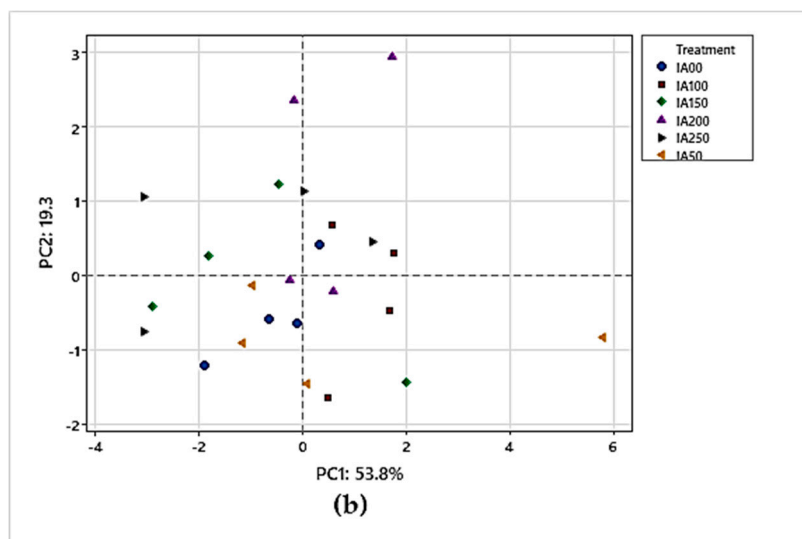 Treatment
IA00
IA100
IA150
IA200
IA250
IA50
3
2
1
0
-1
-2
PC2: 19.3
-4
-2
0
2
4
6
PC1: 53.8%
(b)